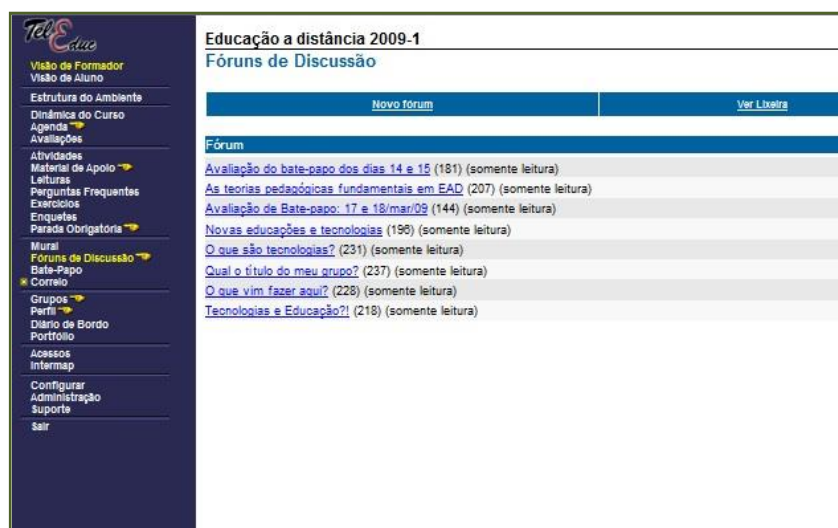 TelEduc
Visão de Formador
Visão de Aluno
Estrutura do Ambiente
Dinâmica do Curso
Agenda
Avaliações
Atividades
Material de Apoio
Leituras
Perguntas Frequentes
Exercícios
Enquetes
Parada Obrigatória
Mural
Fóruns de Discussão
Bate-Papo
Correio
Grupos
Perfil
Diário de Bordo
Portfólio
Acessos
Intermap
Configurar
Administração
Suporte
Sair
Educação a distância 2009-1
Fóruns de Discussão
Novo fórum
Ver Lixeira
Fórum
Avaliação do bate-papo dos dias 14 e 15 (181) (somente leitura)
As teorias pedagógicas fundamentais em EAD (207) (somente leitura)
Avaliação de Bate-papo: 17 e 18/mar/09 (144) (somente leitura)
Novas educações e tecnologias (196) (somente leitura)
O que são tecnologias? (231) (somente leitura)
Qual o título do meu grupo? (237) (somente leitura)
O que vim fazer aqui? (228) (somente leitura)
Tecnologias e Educação?! (218) (somente leitura)